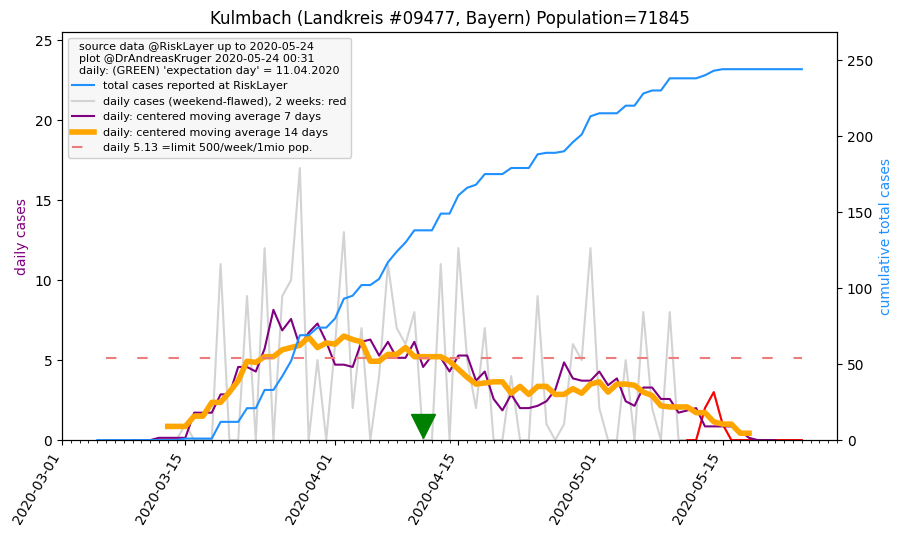 Kulmbach (Landkreis #09477, Bayern) Population=71845
source data @RiskLayer up to 2020-05-24
plot @DrAndreasKruger 2020-05-24 00:31
daily: (GREEN) 'expectation day' = 11.04.2020
total cases reported at RiskLayer
daily cases (weekend-flawed), 2 weeks: red
daily: centered moving average 7 days
daily: centered moving average 14 days
daily 5.13 =limit 500/week/1mio pop.
daily cases
25
20
15
10
5
0
250
200
150
100
50
0
cumulative total cases
2020-03-01
2020-03-15
2020-04-01
2020-04-15
2020-05-01
2020-05-15